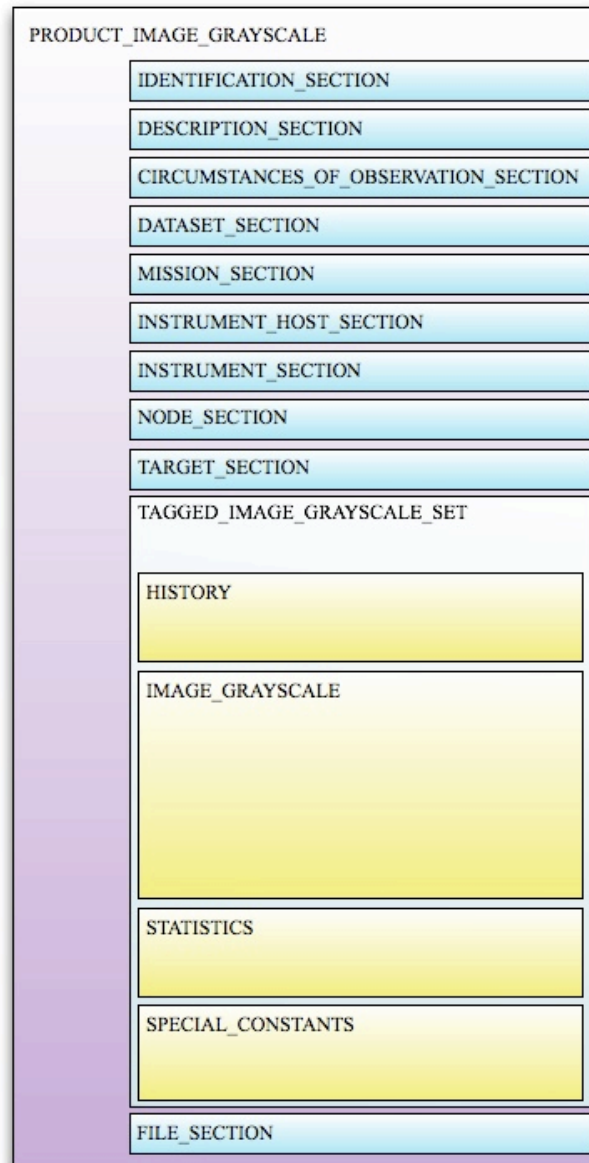 PRODUCT_IMAGE_GRAYSCALE
IDENTIFICATION_SECTION
DESCRIPTION_SECTION
CIRCUMSTANCES_OF_OBSERVATION_SECTION
DATASET_SECTION
MISSION_SECTION
INSTRUMENT_HOST_SECTION
INSTRUMENT_SECTION
NODE_SECTION
TARGET_SECTION
TAGGED_IMAGE_GRAYSCALE_SET
HISTORY
IMAGE_GRAYSCALE
STATISTICS
SPECIAL_CONSTANTS
FILE_SECTION